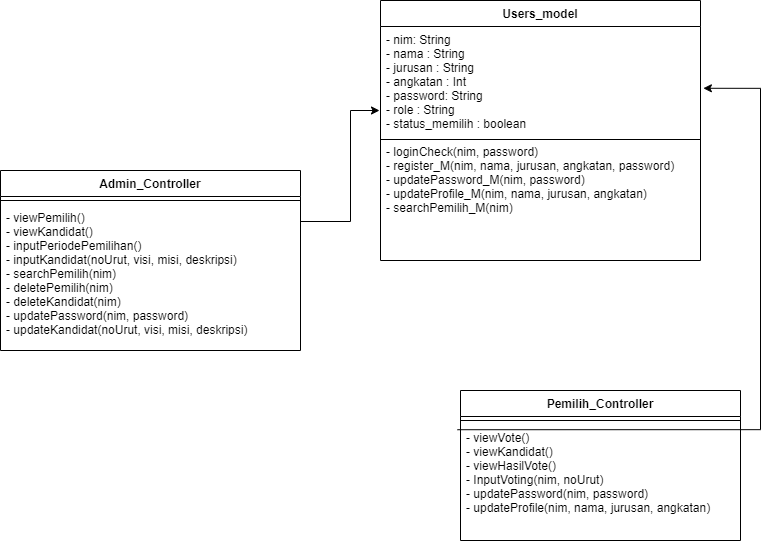 Users_model
- nim: String
- nama : String
- jurusan : String
- angkatan : Int
- password: String
- role : String
- status_memilih : boolean
- loginCheck(nim, password)
- register_M(nim, nama, jurusan, angkatan, password)
- updatePassword_M(nim, password)
- updateProfile_M(nim, nama, jurusan, angkatan)
- searchPemilih_M(nim)
Admin_Controller
- viewPemilih()
- viewKandidat()
- inputPeriodePemilihan()
- inputKandidat(noUrut, visi, misi, deskripsi)
- searchPemilih(nim)
- deletePemilih(nim)
- deleteKandidat(nim)
- updatePassword(nim, password)
- updateKandidat(noUrut, visi, misi, deskripsi)
Pemilih_Controller
- viewVote()
- viewKandidat()
- viewHasilVote()
- InputVoting(nim, noUrut)
- updatePassword(nim, password)
- updateProfile(nim, nama, jurusan, angkatan)